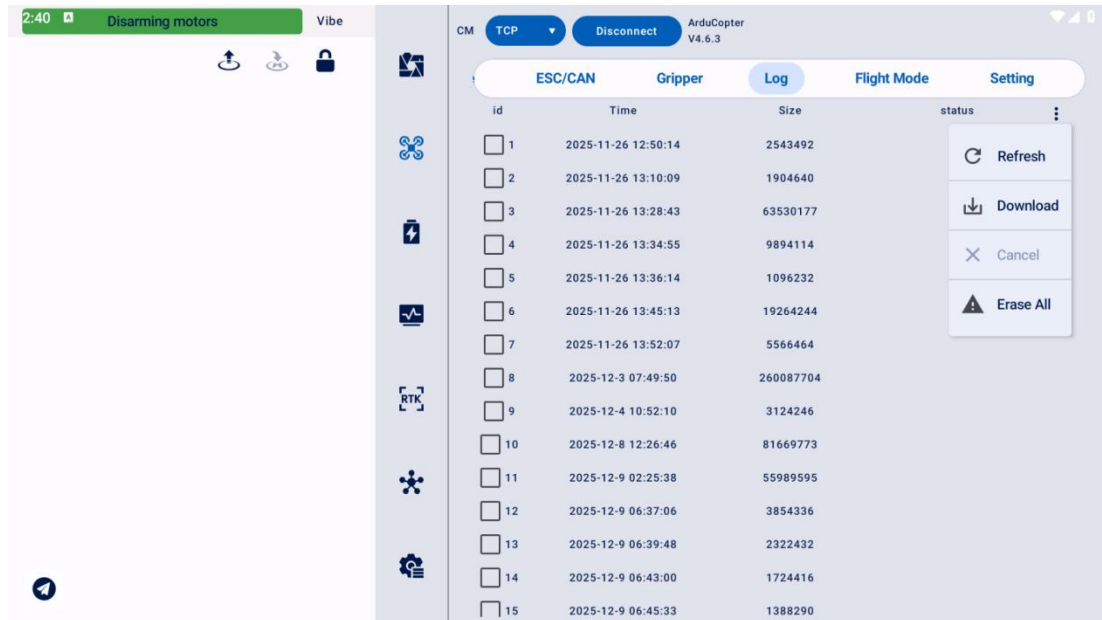 2:40 A Disarming motors Vibe
CM TCP Disconnect ArduCopter
V4.6.3
ESC/CAN Gripper Log Flight Mode Setting
id Time Size status
1 2025-11-26 12:50:14 2543492
2 2025-11-26 13:10:09 1904640
3 2025-11-26 13:28:43 63530177
4 2025-11-26 13:34:55 9894114
5 2025-11-26 13:36:14 1096232
6 2025-11-26 13:45:13 19264244
7 2025-11-26 13:52:07 5566464
8 2025-12-3 07:49:50 260087704
9 2025-12-4 10:52:10 3124246
10 2025-12-8 12:26:46 81669773
11 2025-12-9 02:25:38 55989595
12 2025-12-9 06:37:06 3854336
13 2025-12-9 06:39:48 2322432
14 2025-12-9 06:43:00 1724416
15 2025-12-9 06:45:33 1388290
Refresh
Download
Cancel
Erase All
RTK